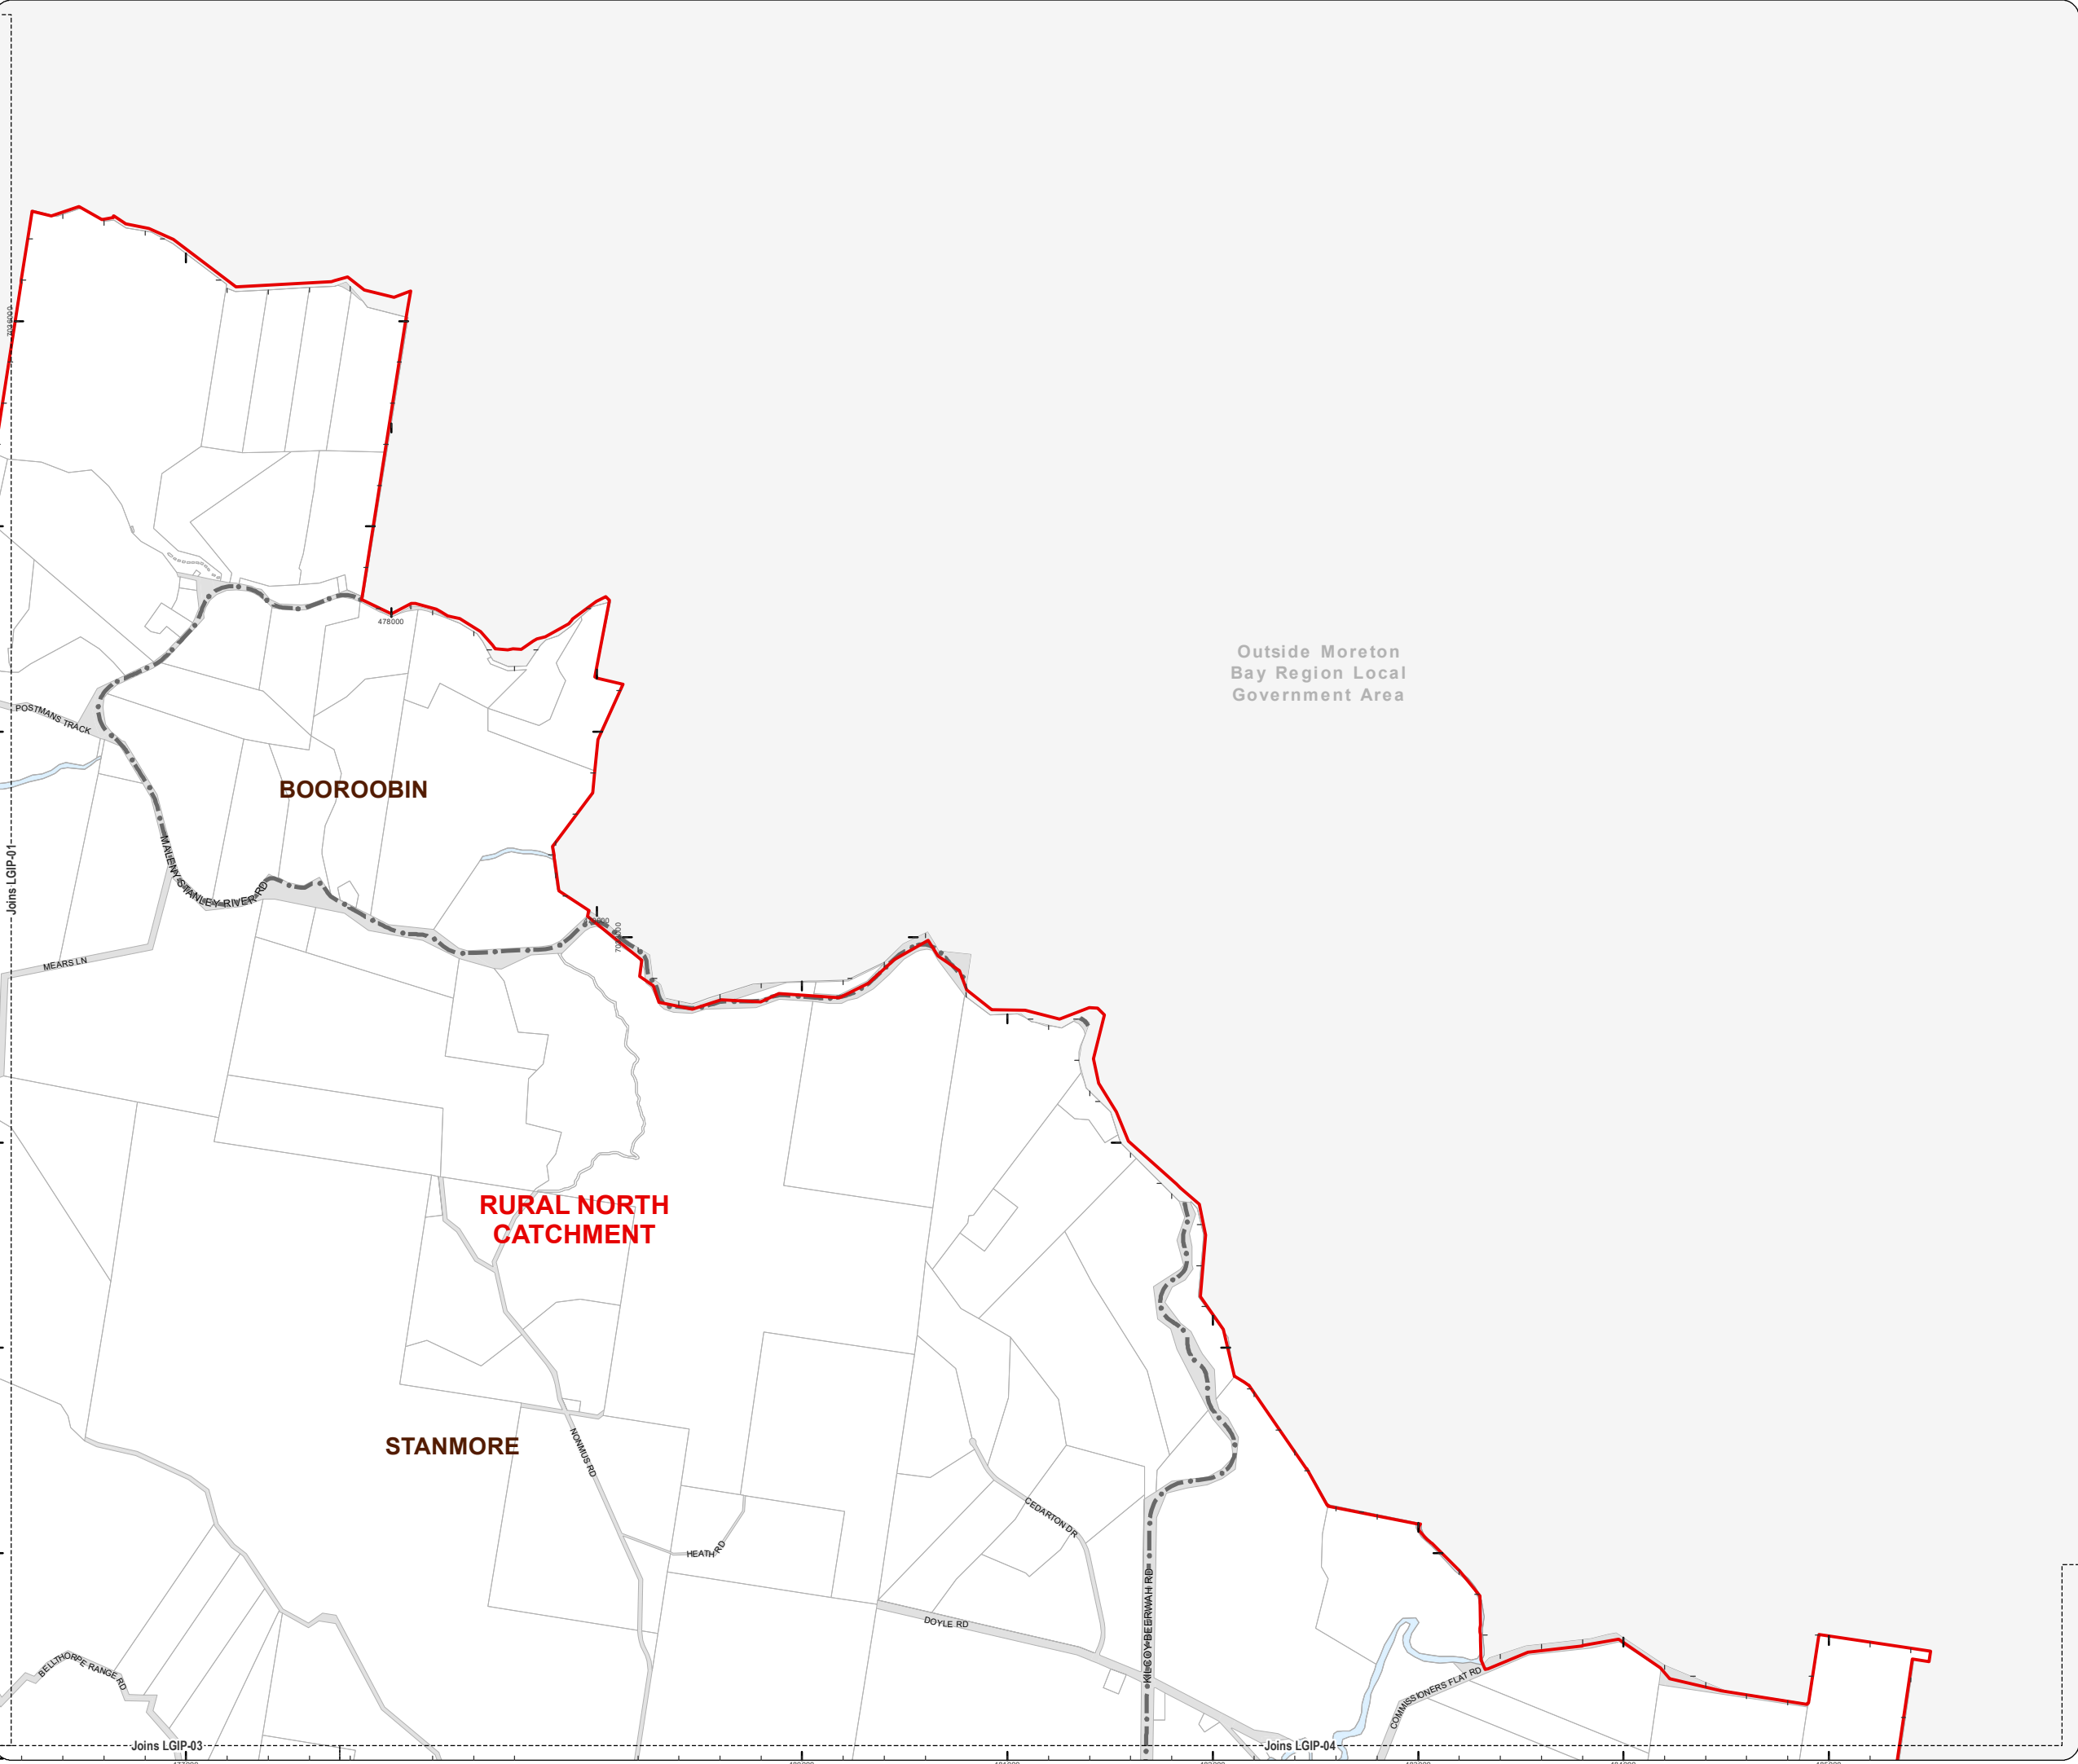 Outside Moreton
Bay Region Local
Government Area
478000
POSTMANS TRACK
BOOROOBIN
Joins LGIP-01
MALENY STANLEY RIVER RD
MEARS LN
RURAL NORTH
CATCHMENT
STANMORE
NONMUS RD
CEDARTON DR
HEATH RD
KILCOY BEERWAH RD
DOYLE RD
BELLTHORPE RANGE RD
COMMISSIONERS FLAT RD
Joins LGIP-03
Joins LGIP-04